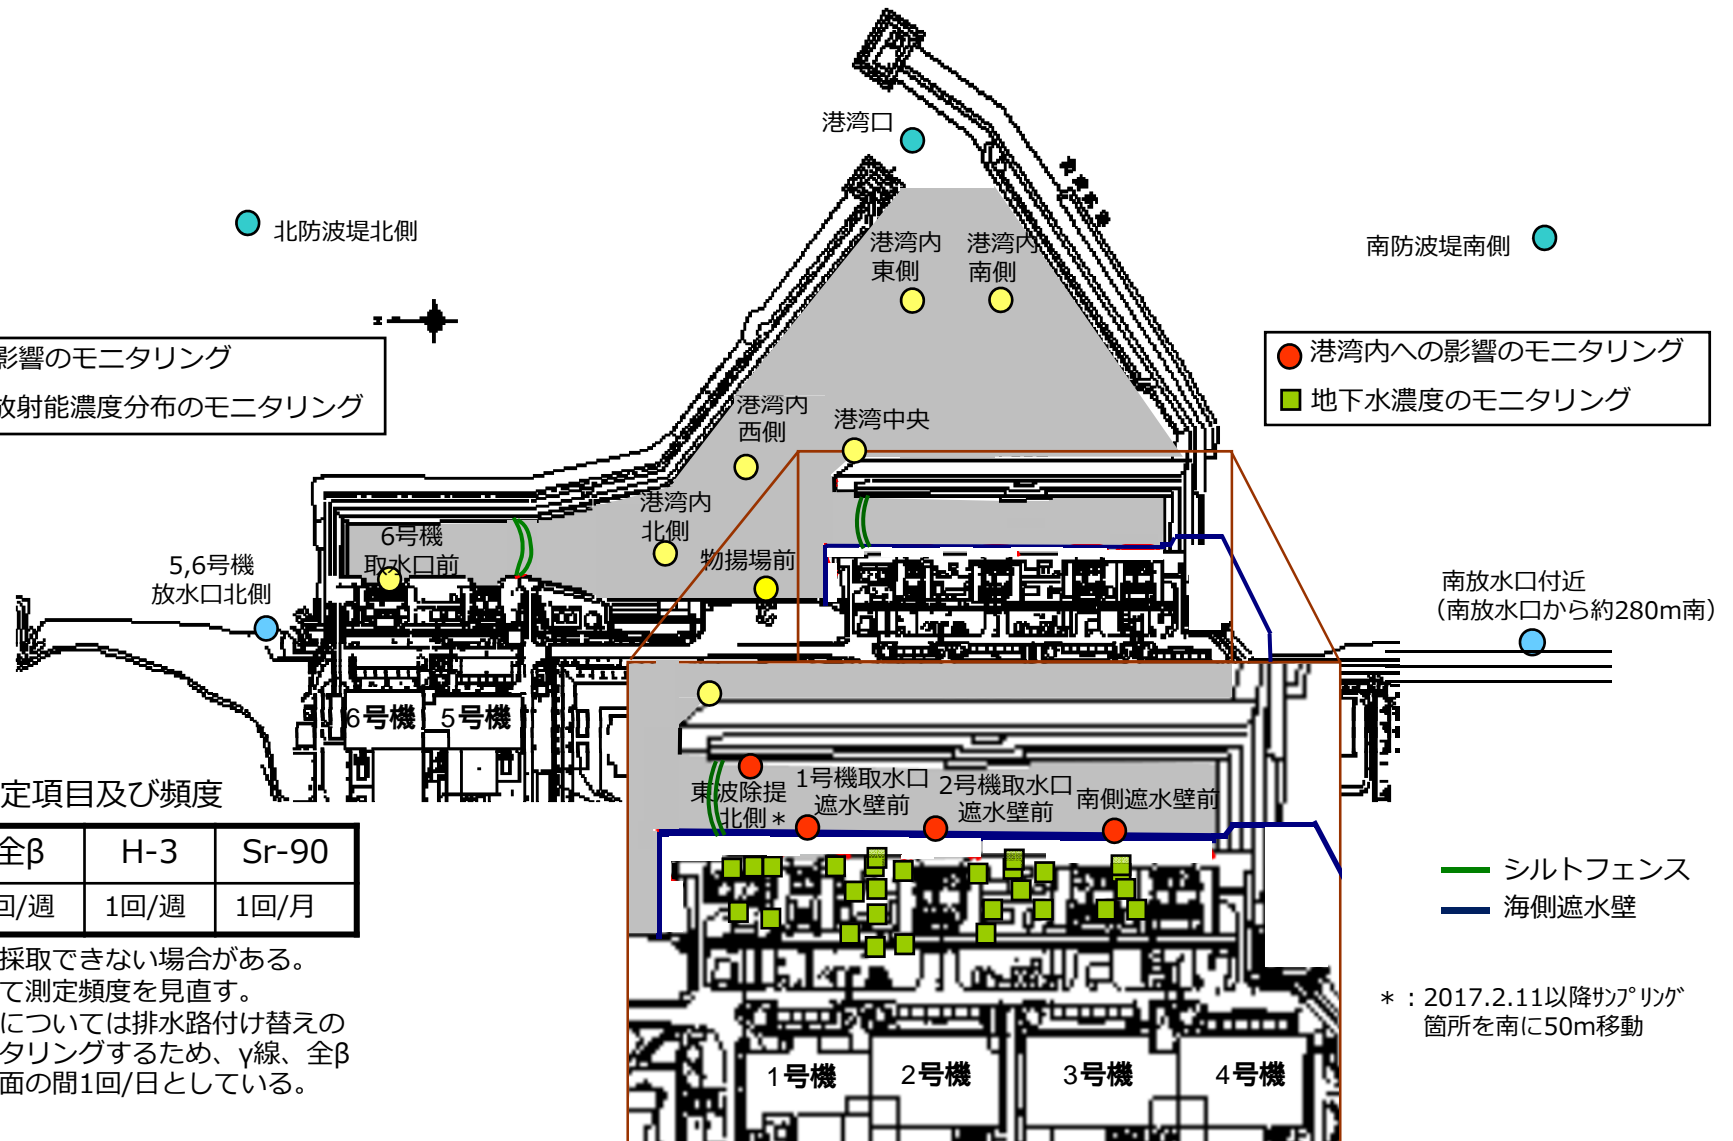 港湾口
北防波堤北側
南防波堤南側
港湾内
東側
港湾内
南側
影響のモニタリング
放射能濃度分布のモニタリング
港湾内への影響のモニタリング
地下水濃度のモニタリング
港湾内
西側
港湾中央
港湾内
北側
物揚場前
6号機
取水口前
5,6号機
放水口北側
南放水口付近
（南放水口から約280m南）
6号機
5号機
東波除堤
北側＊
1号機取水口
遮水壁前
2号機取水口
遮水壁前
南側遮水壁前
定項目及び頻度
全β
H-3
Sr-90
回/週
1回/週
1回/月
採取できない場合がある。
て測定頻度を見直す。
については排水路付け替えの
タリングするため、γ線、全β
面の間1回/日としている。
シルトフェンス
海側遮水壁
＊：2017.2.11以降ｻﾝﾌﾟﾘﾝｸﾞ
箇所を南に50m移動
1号機
2号機
3号機
4号機